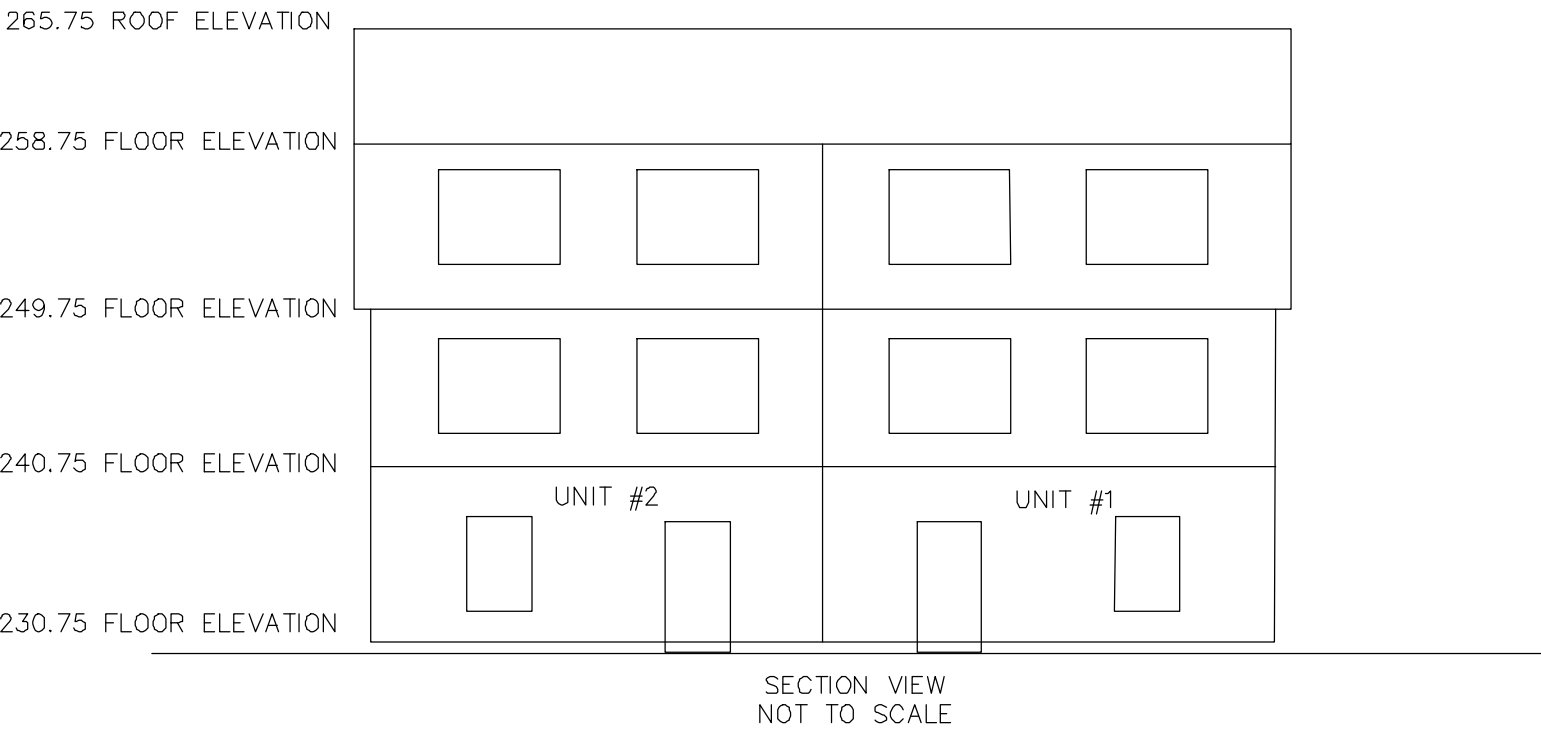 265.75 ROOF ELEVATION
258.75 FLOOR ELEVATION
249.75 FLOOR ELEVATION
240.75 FLOOR ELEVATION
UNIT #2
UNIT #1
230.75 FLOOR ELEVATION
SECTION VIEW
NOT TO SCALE